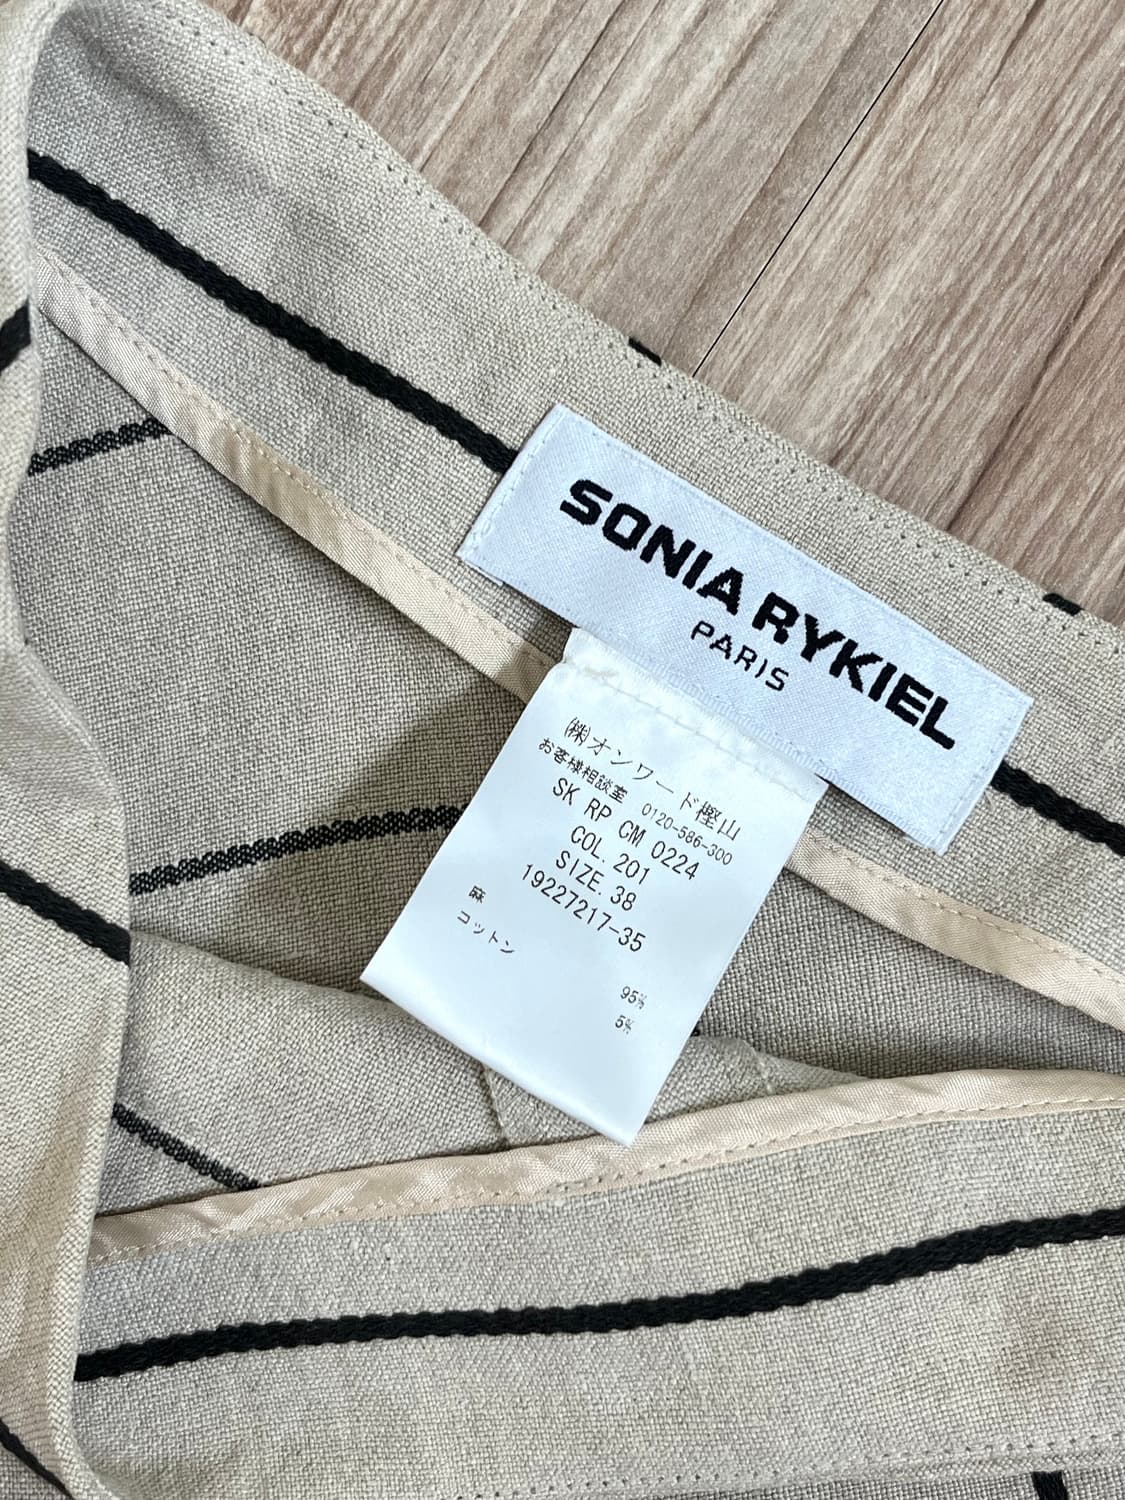 SONIA RYKIEL
PARIS
㈱オンワード樫山
お客様相談室 0120-586-300
SK RP CM 0224
COL. 201
SIZE. 38
19227217-35
麻 95%
コットン 5%